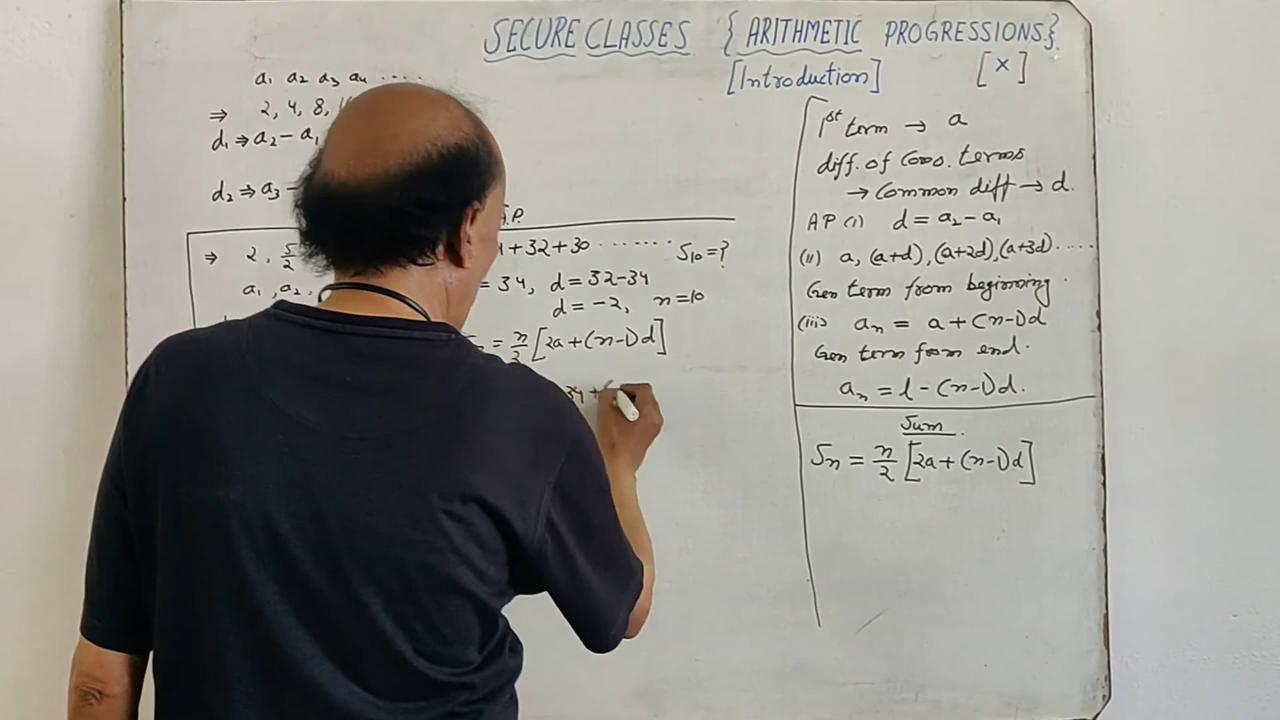 SECURE CLASSES { ARITHMETIC PROGRESSIONS.}
[Introduction] [×]
a₁ a₂ a₃ a₄ ....
⇒ 2, 4, 8,
d₁ ⇒ a₂ - a₁
d₂ ⇒ a₃ -
A.P.
⇒ 2, 5/2
a₁, a₂,
+32+30 ....... S₁₀=?
= 34, d = 32-34
d = -2, n=10
= n/2 [2a+(n-1)d]
34 +
1st term → a
diff. of Cons. terms
→ Common diff → d.
AP (i) d = a₂ - a₁
(ii) a, (a+d), (a+2d), (a+3d).....
Gen term from beginning.
(iii) aₙ = a + (n-1)d
Gen term from end.
aₙ = l - (n-1)d.
Sum.
Sₙ = n/2 [2a+(n-1)d]